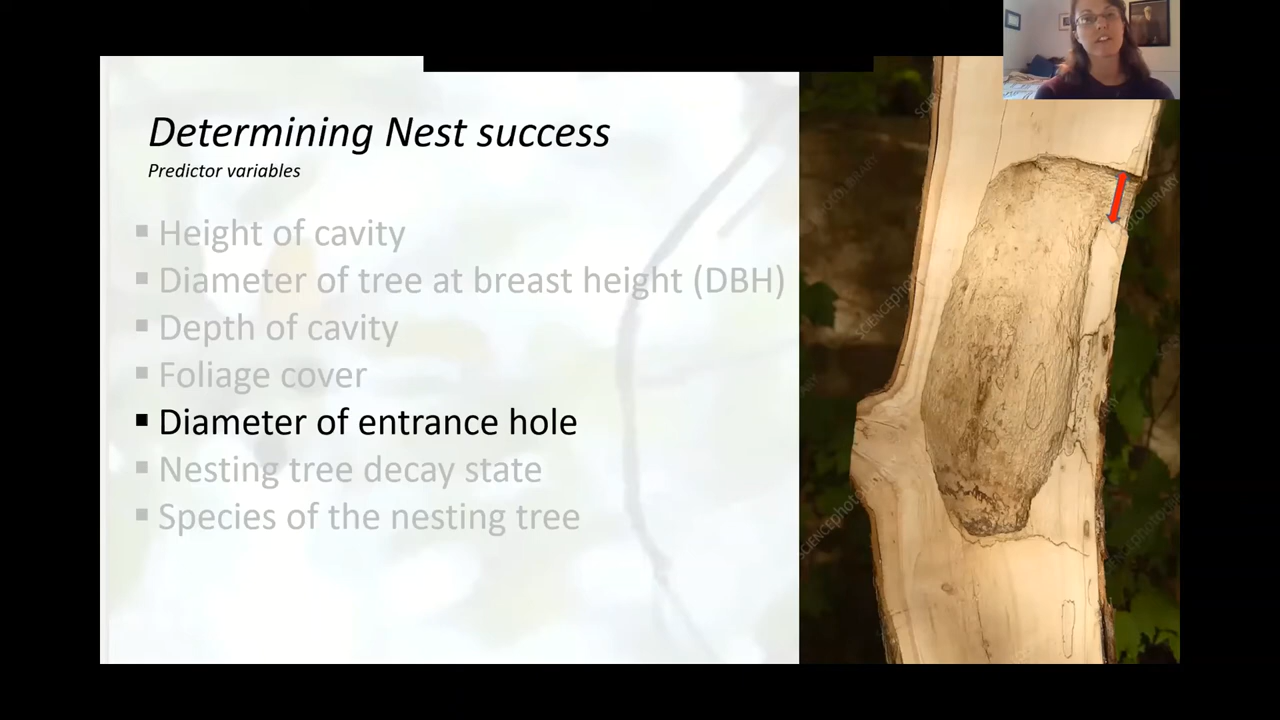 Determining Nest success
Predictor variables
▪ Height of cavity
▪ Diameter of tree at breast height (DBH)
▪ Depth of cavity
▪ Foliage cover
▪ Diameter of entrance hole
▪ Nesting tree decay state
▪ Species of the nesting tree